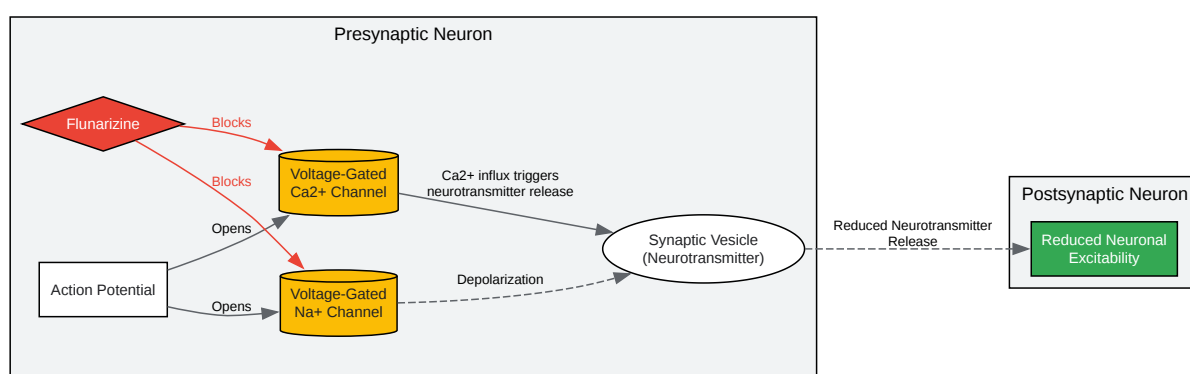 Presynaptic Neuron
Flunarizine
Blocks
Blocks
Voltage-Gated
Ca2+ Channel
Opens
Action Potential
Opens
Voltage-Gated
Na+ Channel
Ca2+ influx triggers
neurotransmitter release
Depolarization
Synaptic Vesicle
(Neurotransmitter)
Reduced Neurotransmitter
Release
Postsynaptic Neuron
Reduced Neuronal
Excitability